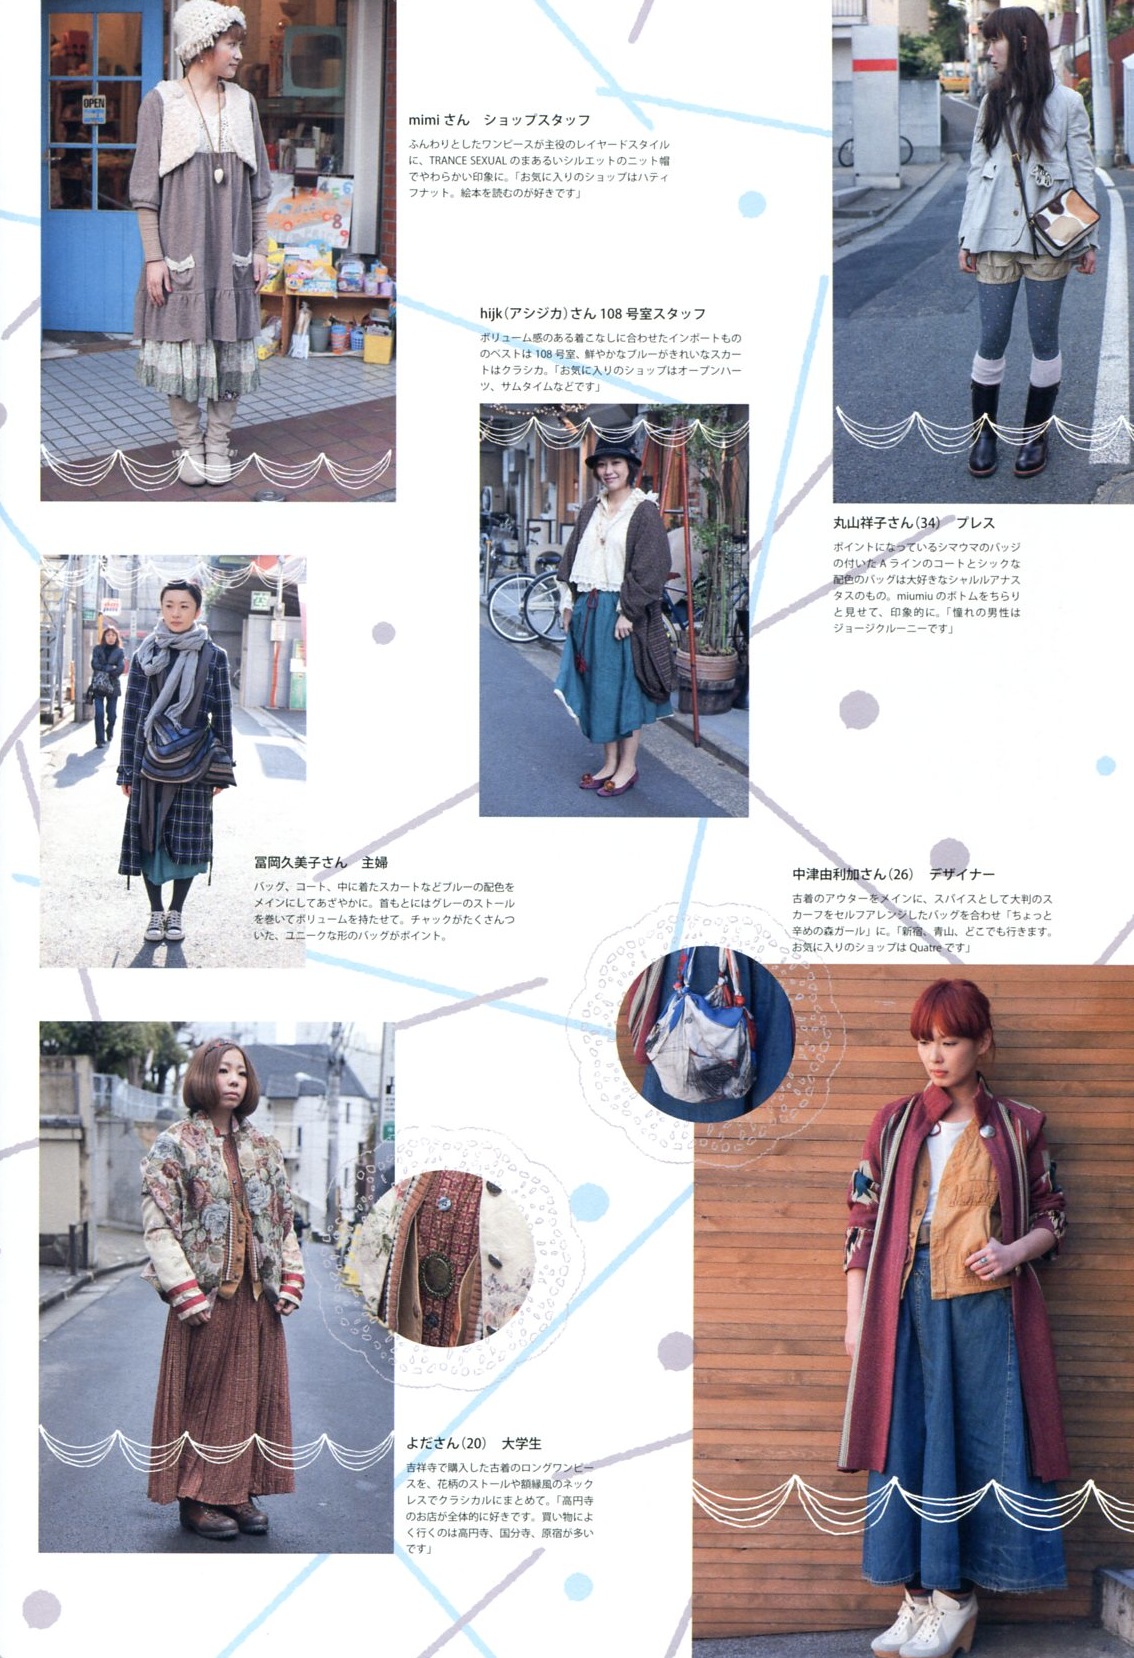 OPEN
mimi さん　ショップスタッフ
ふんわりとしたワンピースが主役のレイヤードスタイル
に、TRANCE SEXUAL のまあるいシルエットのニット帽
でやわらかい印象に。「お気に入りのショップはハティ
フナット。絵本を読むのが好きです」
hijk（アシジカ）さん 108 号室スタッフ
ボリューム感のある着こなしに合わせたインポートもの
のベストは 108 号室、鮮やかなブルーがきれいなスカー
トはクラシカ。「お気に入りのショップはオープンハー
ツ、サムタイムなどです」
丸山祥子さん（34）　プレス
ポイントになっているシマウマのバッジ
の付いた A ラインのコートとシックな
配色のバッグは大好きなシャルルアナス
タスのもの。miumiu のボトムをちらり
と見せて、印象的に。「憧れの男性は
ジョージクルーニーです」
冨岡久美子さん　主婦
バッグ、コート、中に着たスカートなどブルーの配色を
メインにしてあざやかに。首もとにはグレーのストール
を巻いてボリュームを持たせて。チャックがたくさんつ
いた、ユニークな形のバッグがポイント。
中津由利加さん（26）　デザイナー
古着のアウターをメインに、スパイスとして大判のス
カーフをセルフアレンジしたバッグを合わせ「ちょっと
辛めの森ガール」に。「新宿、青山、どこでも行きます。
お気に入りのショップは Quatre です」
よださん（20）　大学生
吉祥寺で購入した古着のロングワンピー
スを、花柄のストールや額縁風のネック
レスでクラシカルにまとめて。「高円寺
のお店が全体的に好きです。買い物によ
く行くのは高円寺、国分寺、原宿が多い
です」